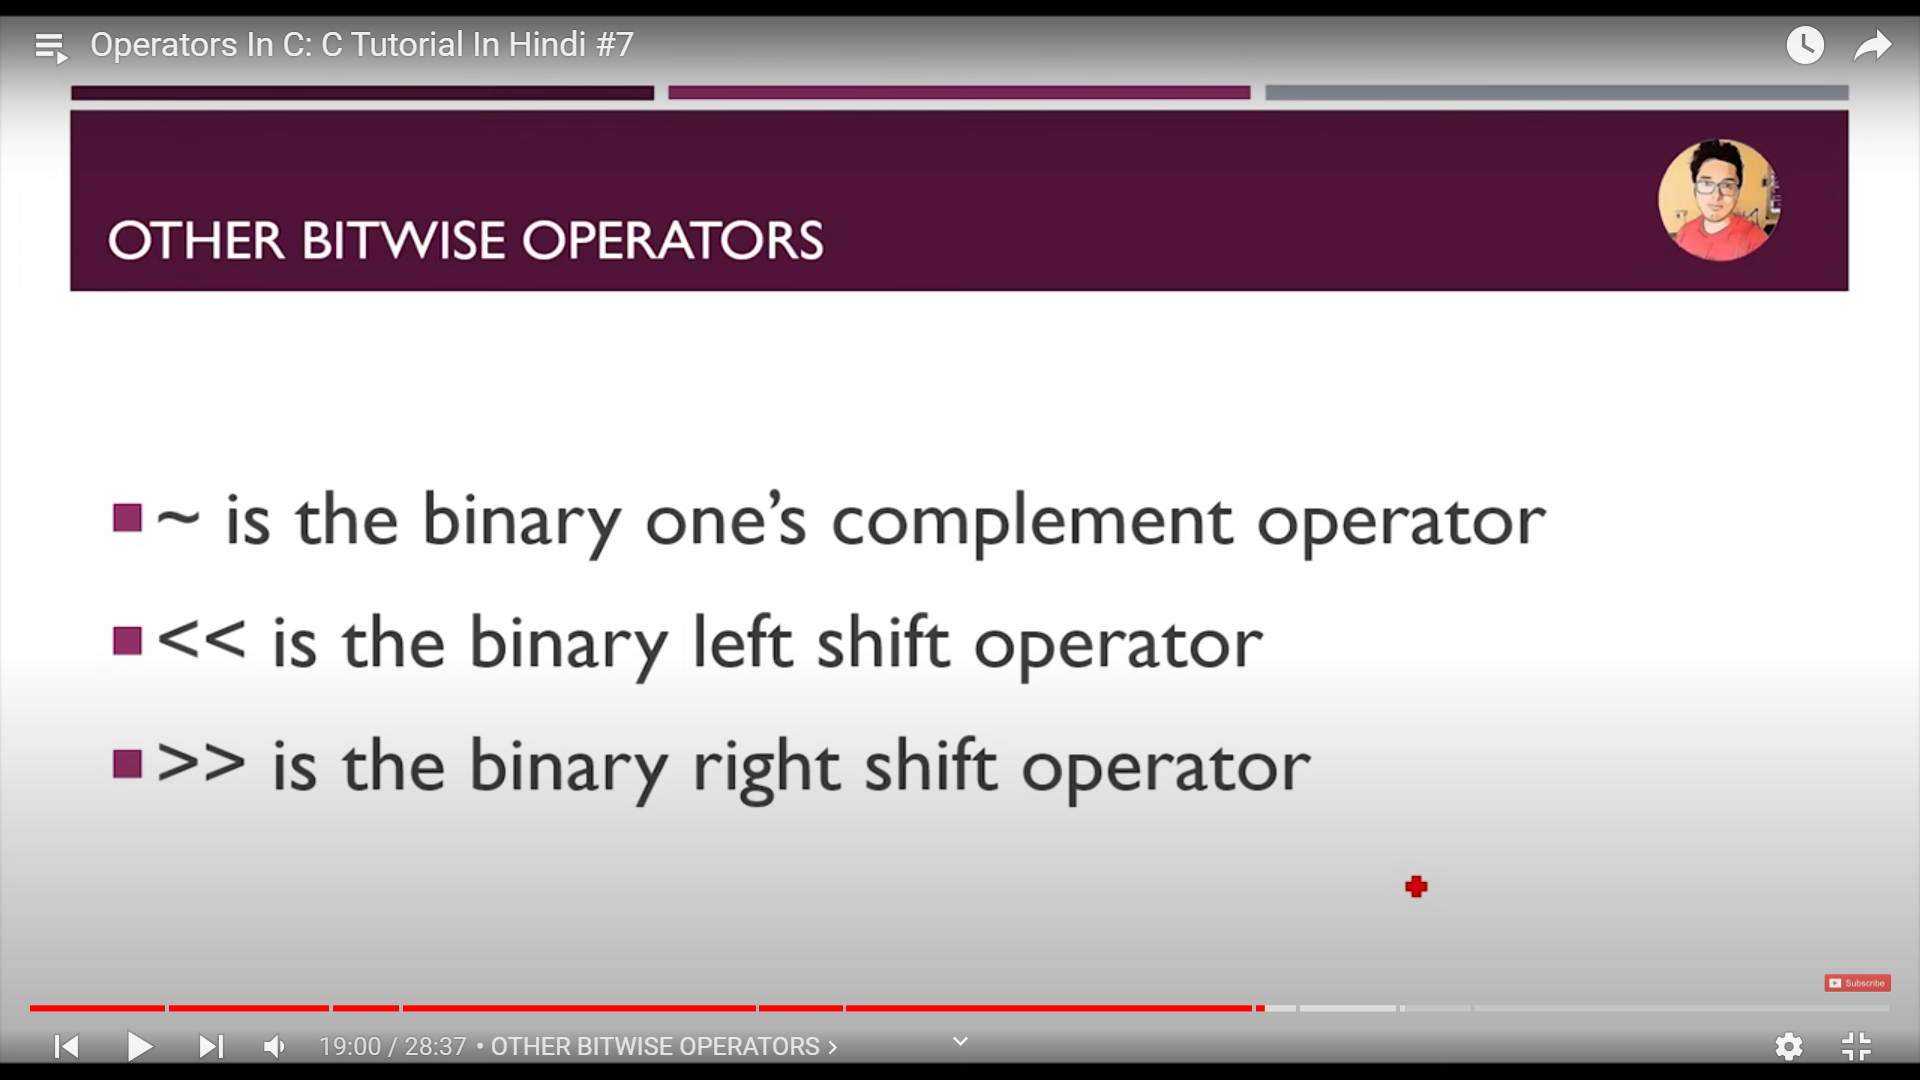 Operators In C: C Tutorial In Hindi #7
OTHER BITWISE OPERATORS
~ is the binary one’s complement operator
<< is the binary left shift operator
>> is the binary right shift operator
Subscribe
19:00 / 28:37 • OTHER BITWISE OPERATORS >